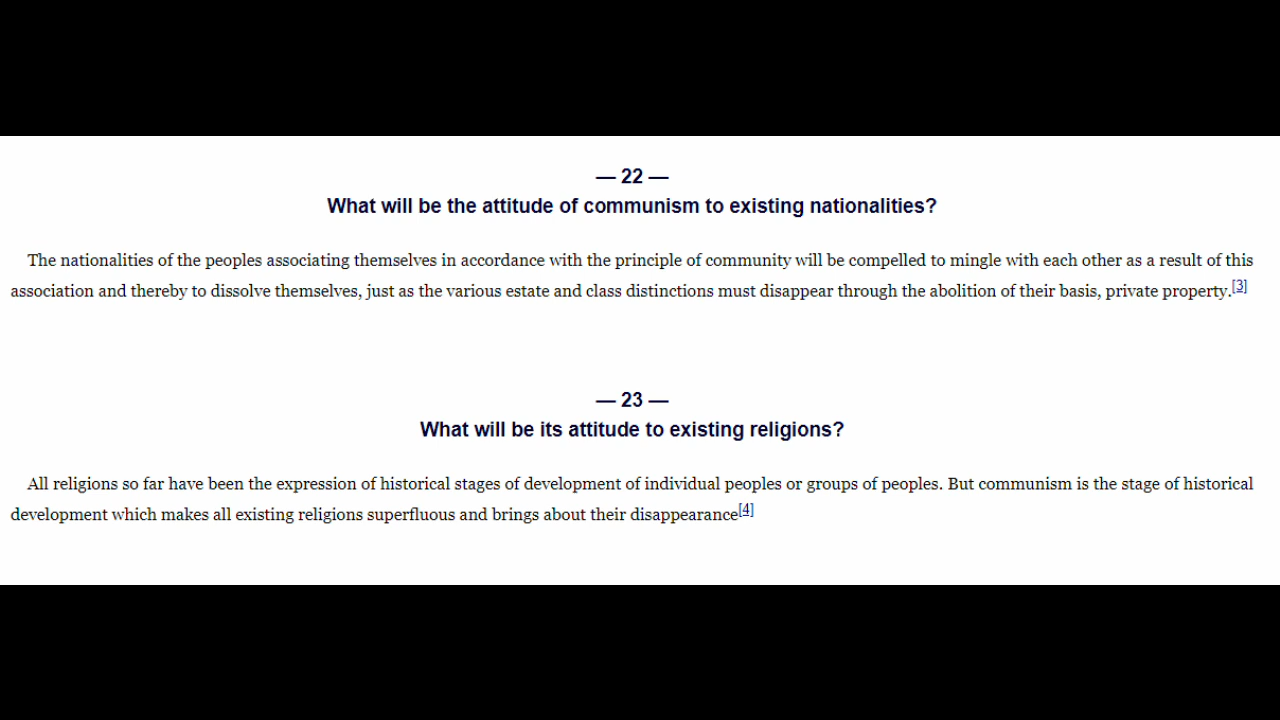 — 22 —
What will be the attitude of communism to existing nationalities?
The nationalities of the peoples associating themselves in accordance with the principle of community will be compelled to mingle with each other as a result of this
association and thereby to dissolve themselves, just as the various estate and class distinctions must disappear through the abolition of their basis, private property.[3]
— 23 —
What will be its attitude to existing religions?
All religions so far have been the expression of historical stages of development of individual peoples or groups of peoples. But communism is the stage of historical
development which makes all existing religions superfluous and brings about their disappearance[4]